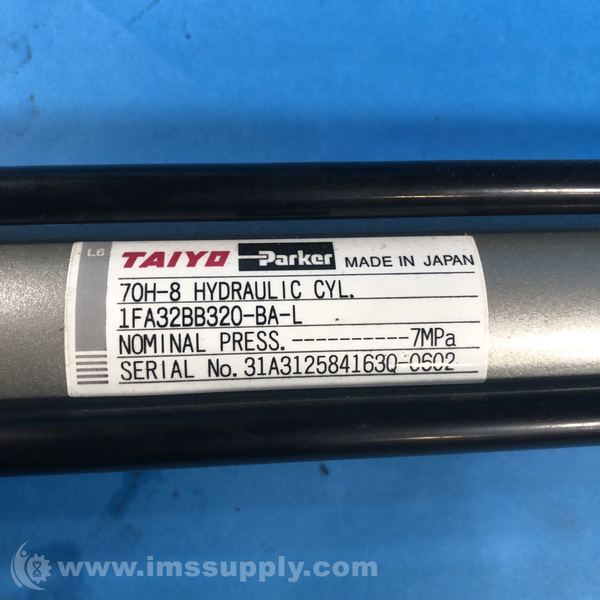 L6 TAIYO Parker MADE IN JAPAN
70H-8 HYDRAULIC CYL.
1FA32BB320-BA-L
NOMINAL PRESS.-----------7MPa
SERIAL No.31A312584163Q-0602
www.imssupply.com